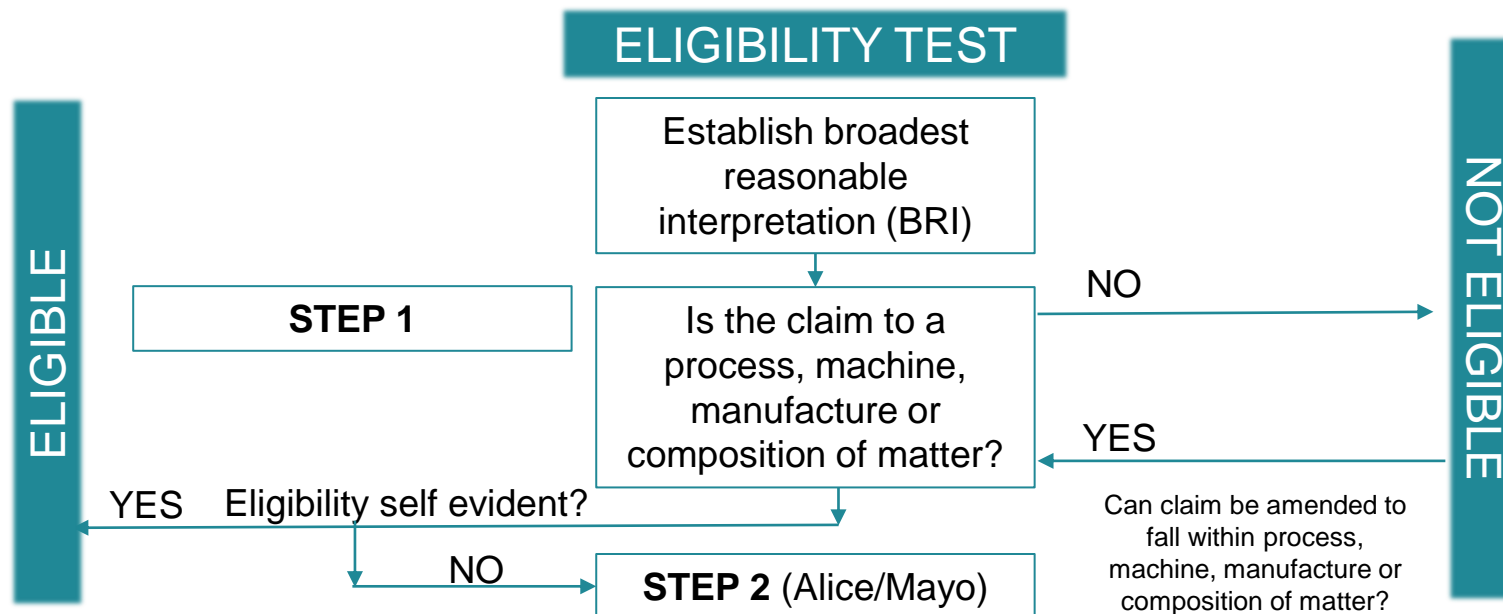 ELIGIBILITY TEST
ELIGIBLE
NOT ELIGIBLE
Establish broadest
reasonable
interpretation (BRI)
STEP 1
Is the claim to a
process, machine,
manufacture or
composition of matter?
NO
YES
Can claim be amended to
fall within process,
machine, manufacture or
composition of matter?
YES
Eligibility self evident?
NO
STEP 2 (Alice/Mayo)